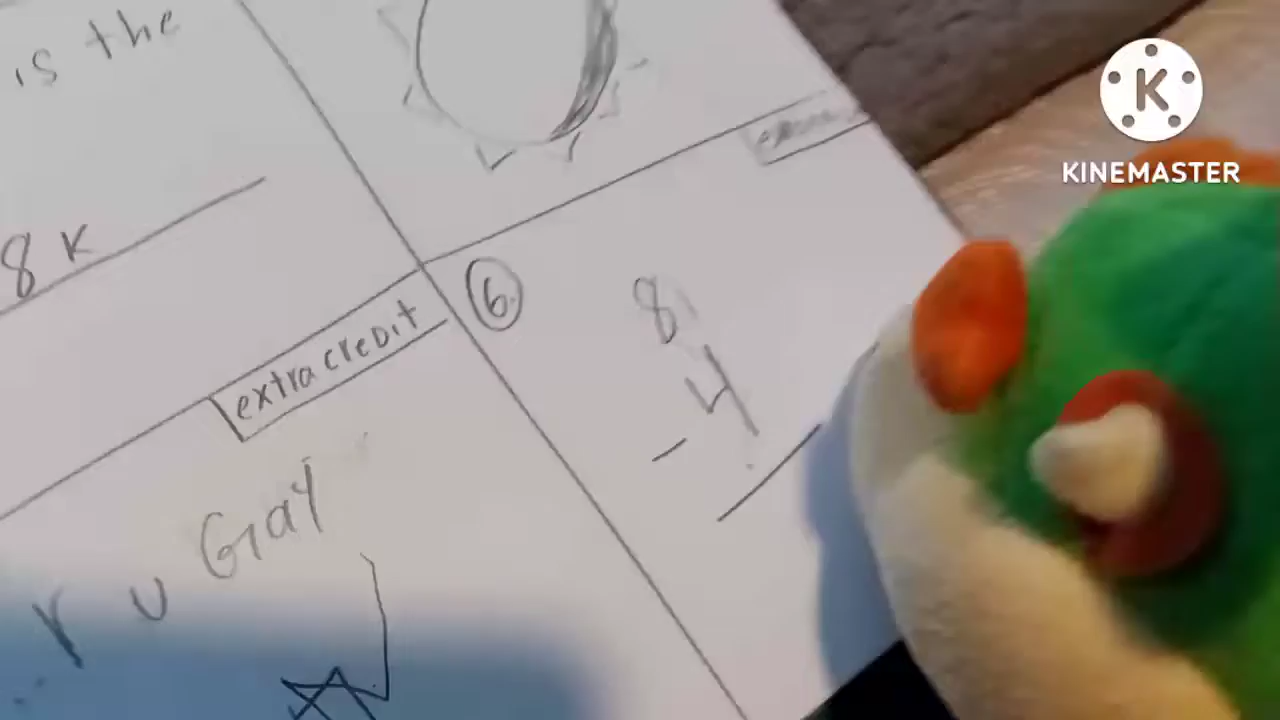 is the
8 K
extra credit
r u Gay
6.
8
- 4
K
KINEMASTER